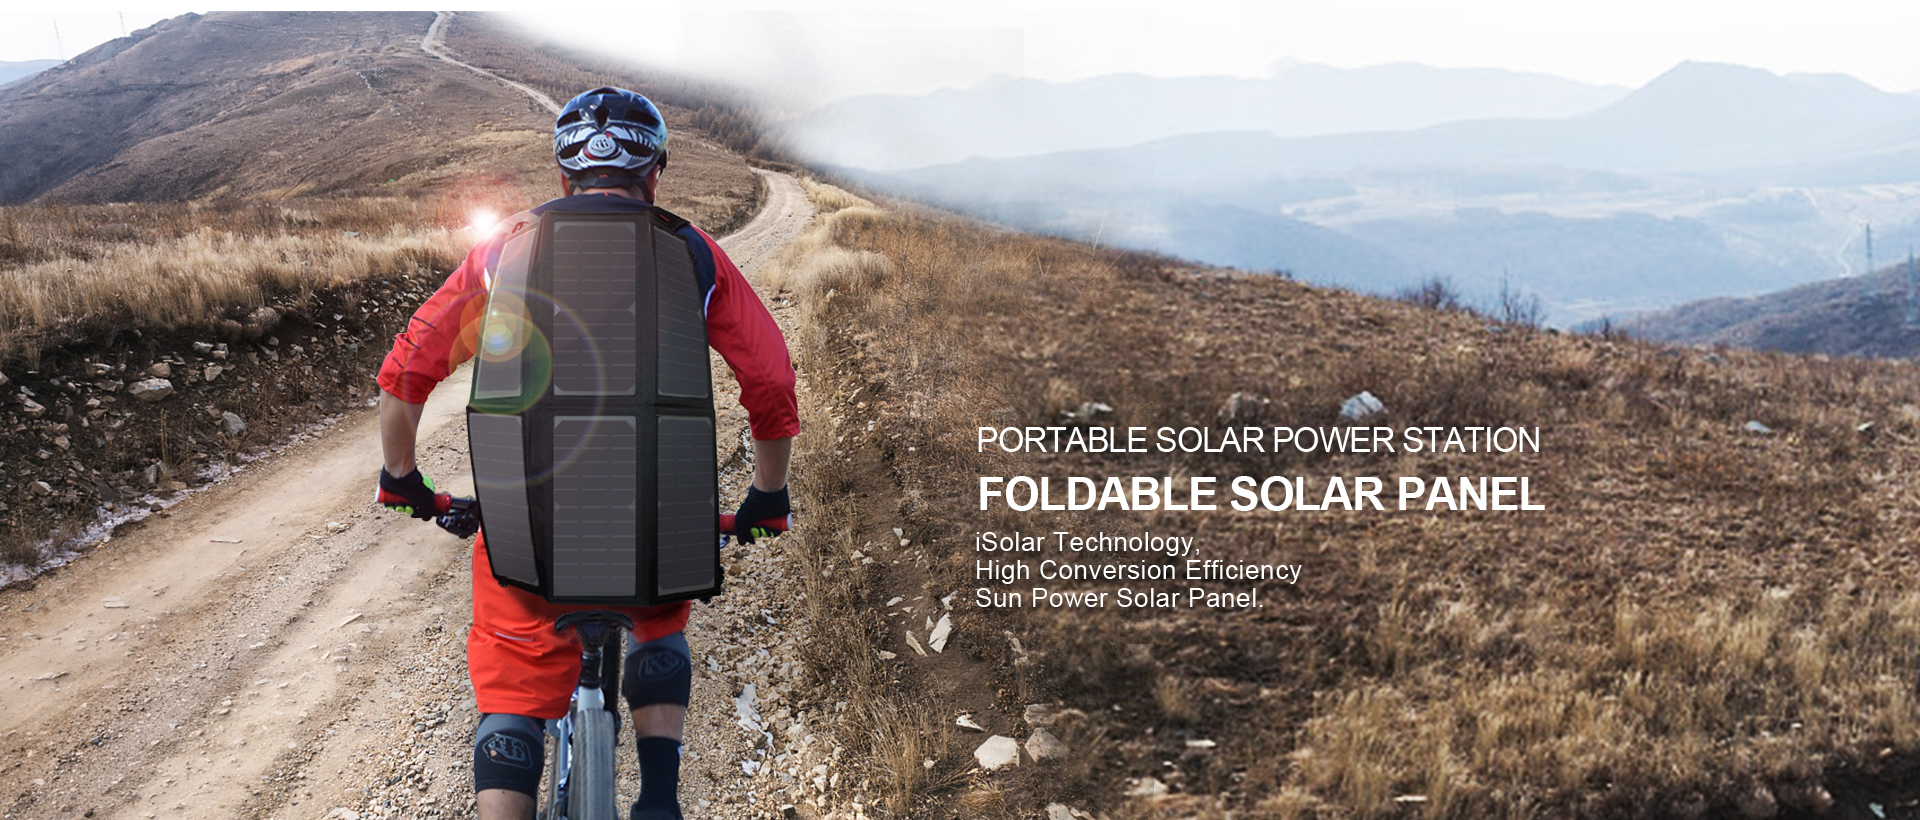 PORTABLE SOLAR POWER STATION
FOLDABLE SOLAR PANEL
iSolar Technology,
High Conversion Efficiency
Sun Power Solar Panel.